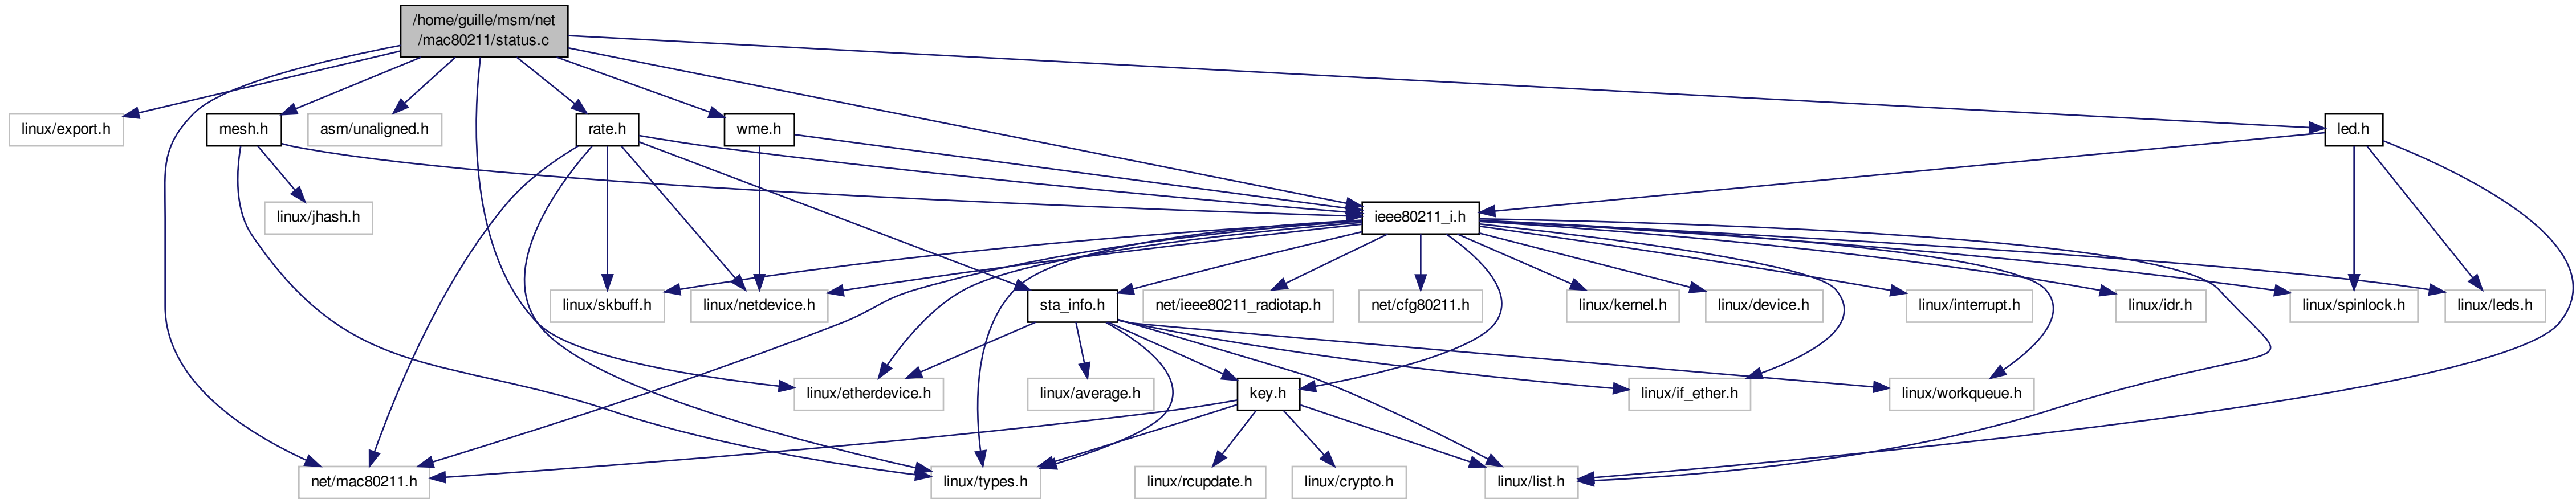 /home/guille/msm/net
/mac80211/status.c
linux/export.h
mesh.h
asm/unaligned.h
rate.h
wme.h
led.h
linux/jhash.h
ieee80211_i.h
linux/skbuff.h
linux/netdevice.h
sta_info.h
net/ieee80211_radiotap.h
net/cfg80211.h
linux/kernel.h
linux/device.h
linux/interrupt.h
linux/idr.h
linux/spinlock.h
linux/leds.h
linux/etherdevice.h
linux/average.h
key.h
linux/if_ether.h
linux/workqueue.h
net/mac80211.h
linux/types.h
linux/rcupdate.h
linux/crypto.h
linux/list.h